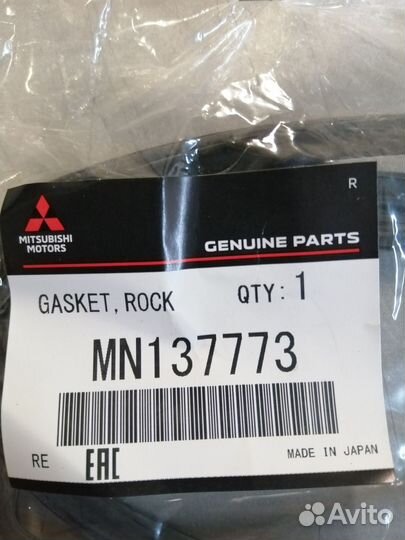 R
MITSUBISHI
MOTORS
GENUINE PARTS
GASKET, ROCK QTY: 1
MN137773
RE EAC MADE IN JAPAN
Avito